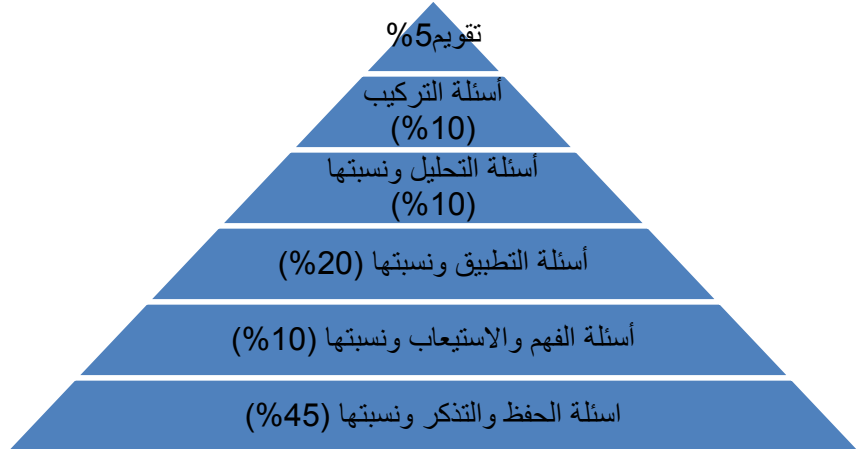 تقويم5%
أسئلة التركيب
(10%)
أسئلة التحليل ونسبتها
(10%)
أسئلة التطبيق ونسبتها (20%)
أسئلة الفهم والاستيعاب ونسبتها (10%)
اسئلة الحفظ والتذكر ونسبتها (45%)